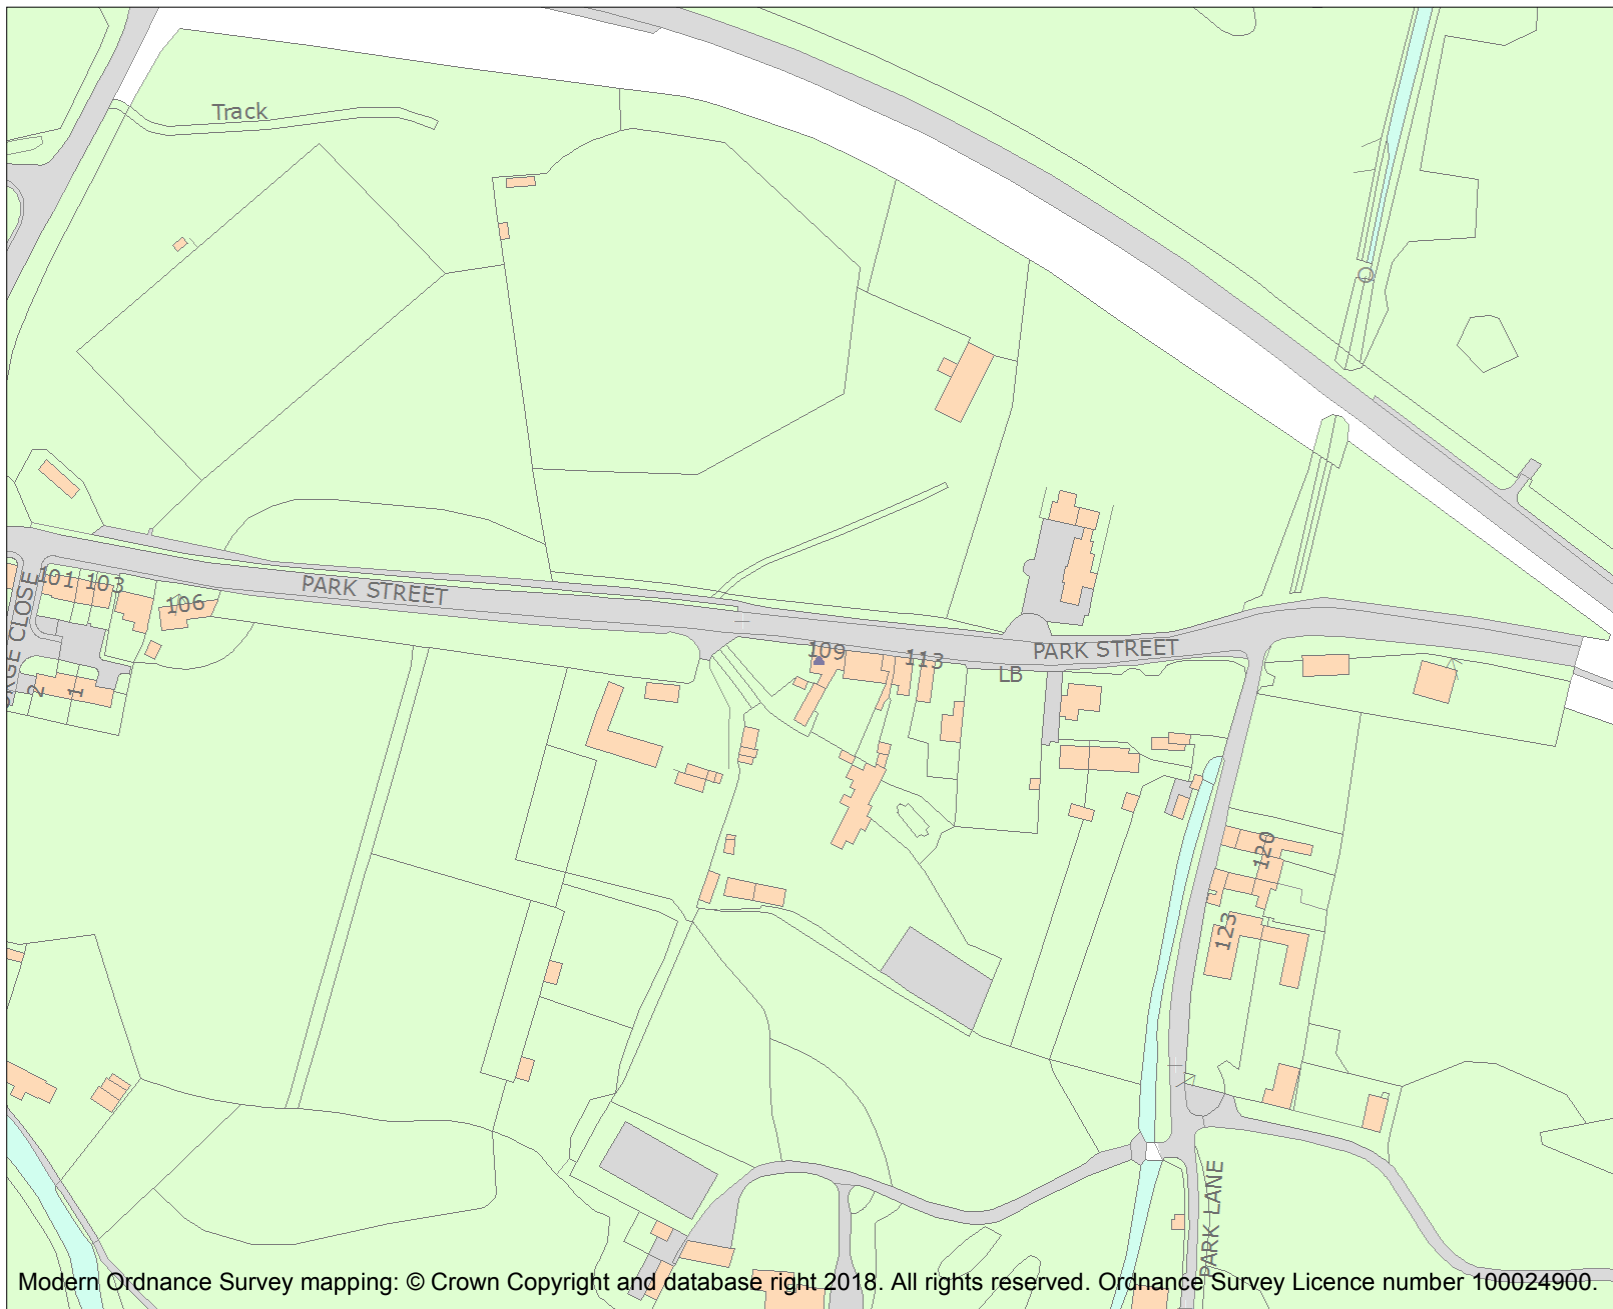 Track
Q
101 103
106
PARK STREET
109
113
PARK STREET
LB
2
1
120
123
PARK LANE
CLOSE
Modern Ordnance Survey mapping: © Crown Copyright and database right 2018. All rights reserved. Ordnance Survey Licence number 100024900.